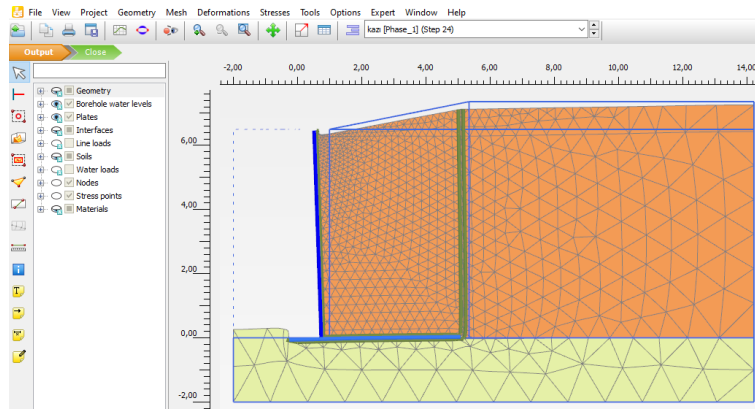 File View Project Geometry Mesh Deformations Stresses Tools Options Expert Window Help
kazı [Phase_1] (Step 24)
Output Close
-2,00 0,00 2,00 4,00 6,00 8,00 10,00 12,00 14,00
Geometry
Borehole water levels
Plates
Interfaces
Line loads
Soils
Water loads
Nodes
Stress points
Materials
6,00
4,00
2,00
0,00
-2,00